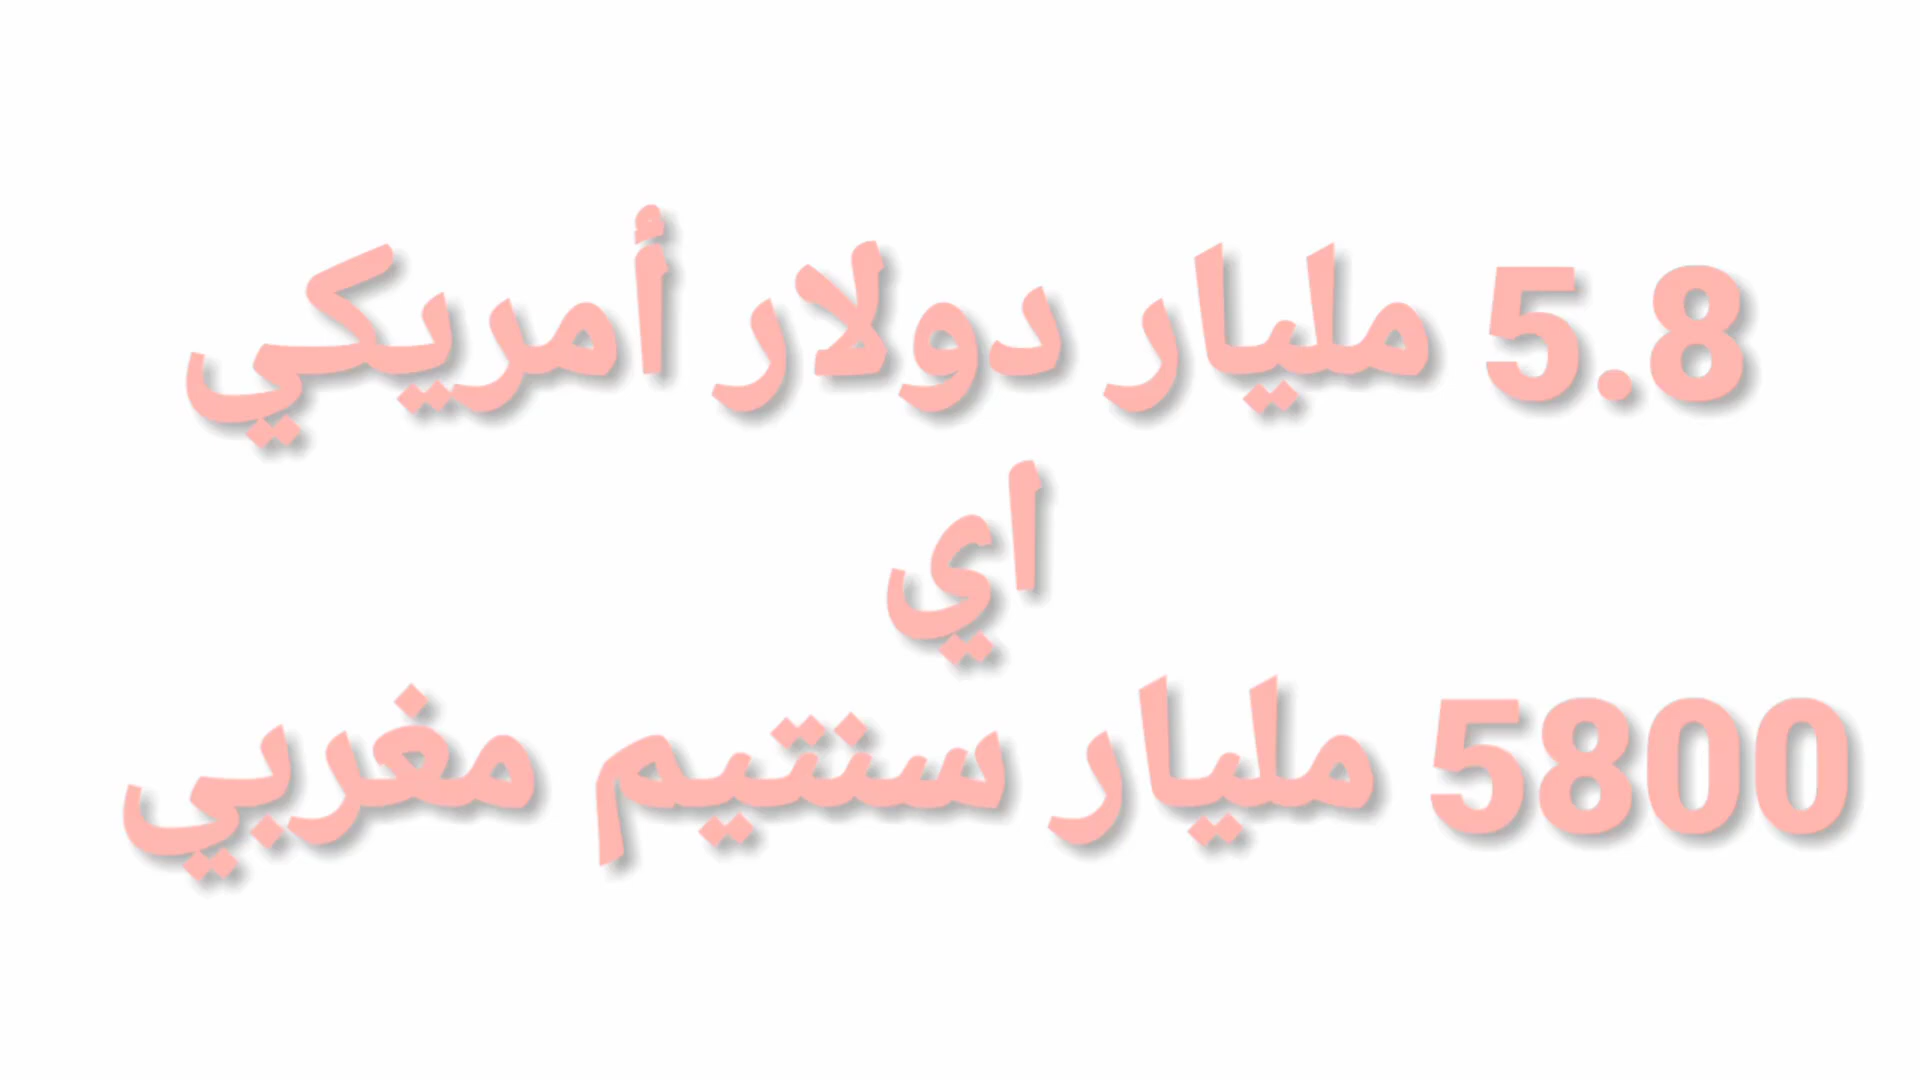 5.8 مليار دولار أمريكي
اي
5800 مليار سنتيم مغربي